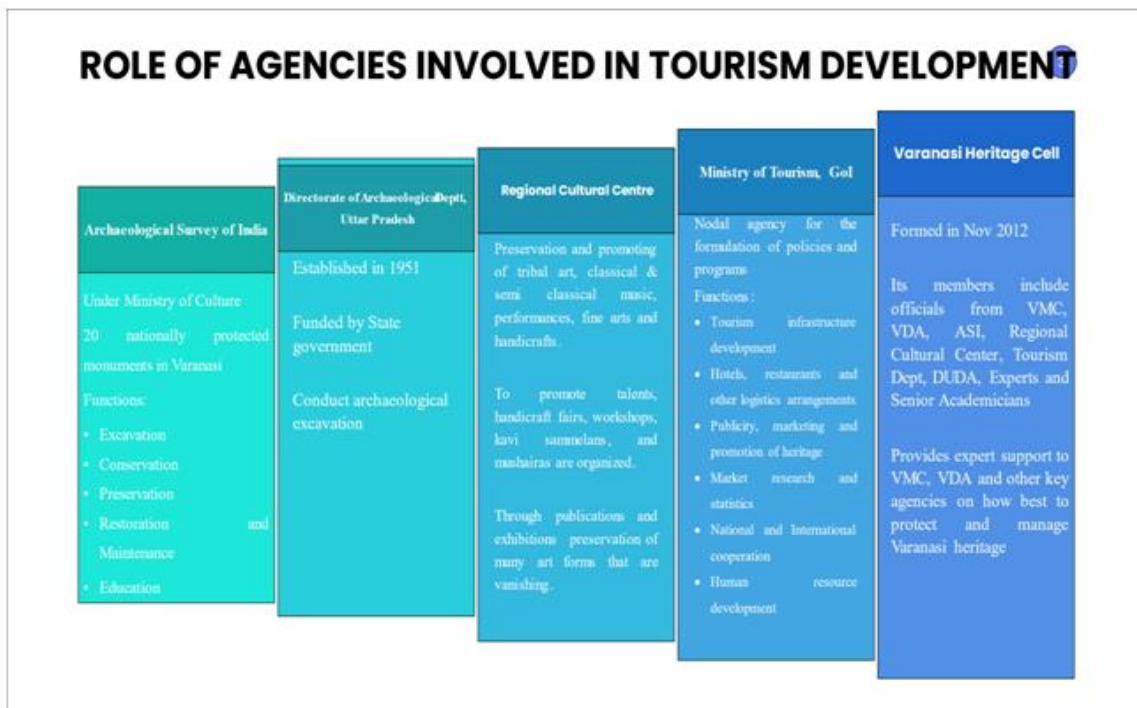 ROLE OF AGENCIES INVOLVED IN TOURISM DEVELOPMENT
Archaeological Survey of India
Under Ministry of Culture
20 nationally protected
monuments in Varanasi
Functions:
• Excavation
• Conservation
• Preservation
• Restoration and
Maintenance
• Education
Directorate of Archaeological Deptt,
Uttar Pradesh
Established in 1951
Funded by State
government
Conduct archaeological
excavation
Regional Cultural Centre
Preservation and promoting
of tribal art, classical &
semi classical music,
performances, fine arts and
handicrafts.
To promote talents,
handicraft fairs, workshops,
kavi sammelans, and
mushairas are organized.
Through publications and
exhibitions preservation of
many art forms that are
vanishing.
Ministry of Tourism, GoI
Nodal agency for the
formulation of policies and
programs
Functions :
• Tourism infrastructure
development
• Hotels, restaurants and
other logistics arrangements
• Publicity, marketing and
promotion of heritage
• Market research and
statistics
• National and International
cooperation
• Human resource
development
Varanasi Heritage Cell
Formed in Nov 2012
Its members include
officials from VMC,
VDA, ASI, Regional
Cultural Center, Tourism
Dept, DUDA, Experts and
Senior Academicians
Provides expert support to
VMC, VDA and other key
agencies on how best to
protect and manage
Varanasi heritage